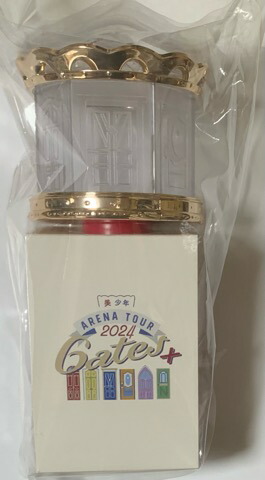 美 少年
ARENA TOUR
2024
Gates+